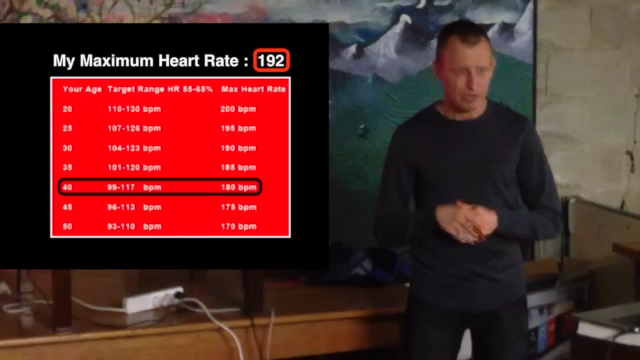 My Maximum Heart Rate : 192
Your Age Target Range HR 55-65% Max Heart Rate
20 110-130 bpm 200 bpm
25 107-126 bpm 195 bpm
30 104-123 bpm 190 bpm
35 101-120 bpm 185 bpm
40 99-117 bpm 180 bpm
45 96-113 bpm 175 bpm
50 93-110 bpm 170 bpm